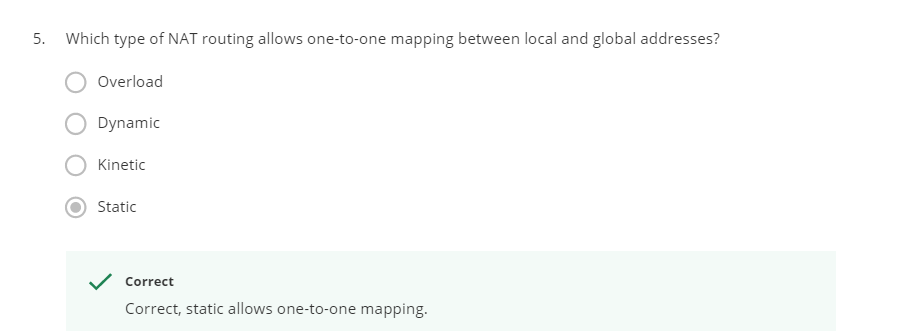 5. Which type of NAT routing allows one-to-one mapping between local and global addresses?
Overload
Dynamic
Kinetic
Static
Correct
Correct, static allows one-to-one mapping.